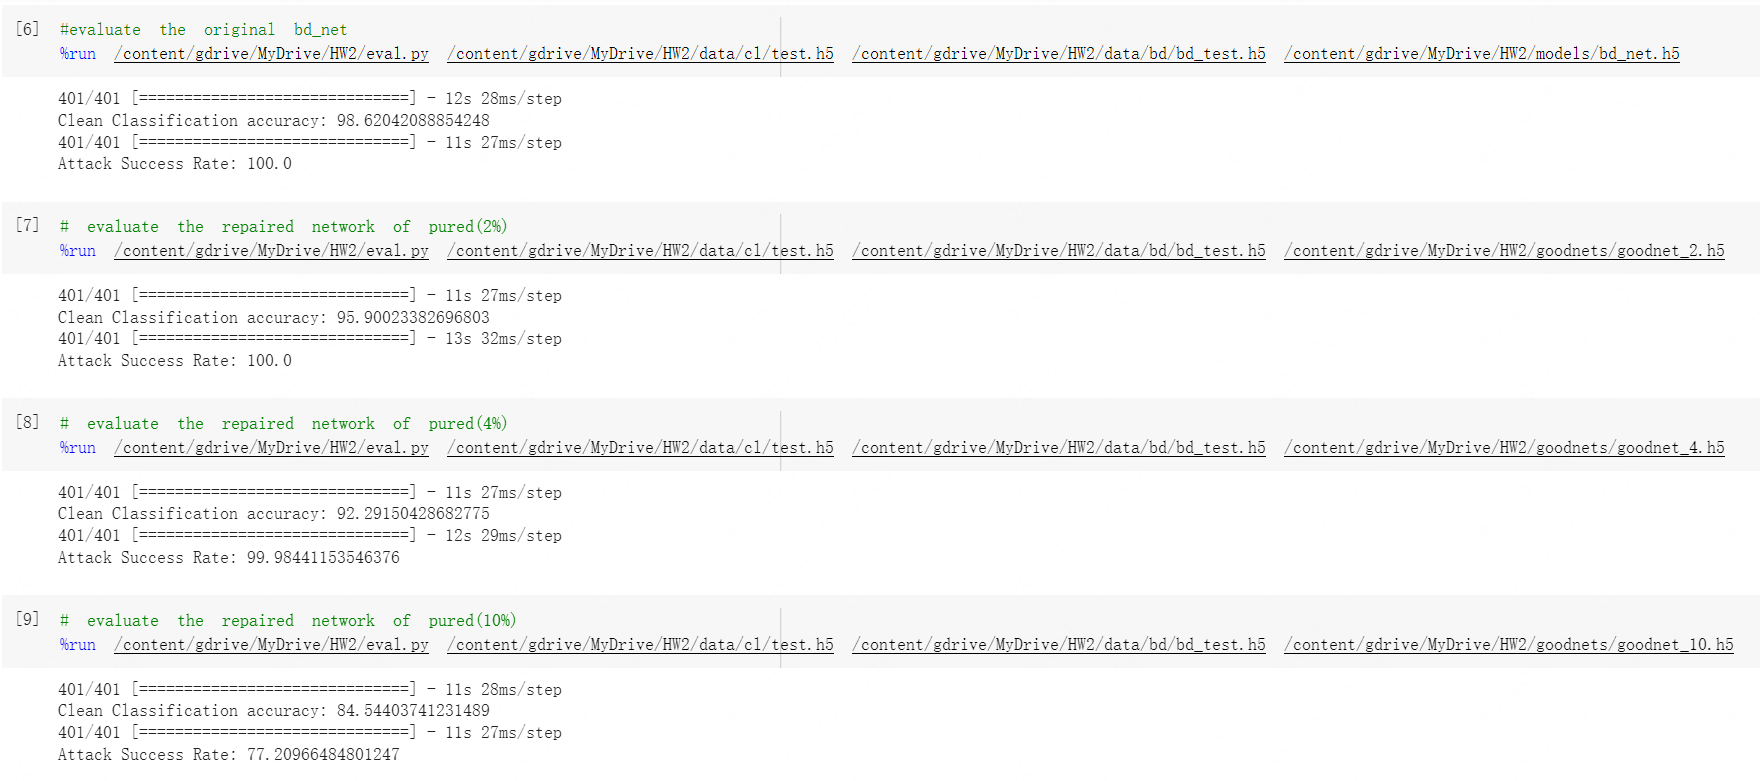 [6] #evaluate the original bd_net
%run /content/gdrive/MyDrive/HW2/eval.py /content/gdrive/MyDrive/HW2/data/cl/test.h5 /content/gdrive/MyDrive/HW2/data/bd/bd_test.h5 /content/gdrive/MyDrive/HW2/models/bd_net.h5
401/401 [==============================] - 12s 28ms/step
Clean Classification accuracy: 98.62042088854248
401/401 [==============================] - 11s 27ms/step
Attack Success Rate: 100.0
[7] # evaluate the repaired network of pured(2%)
%run /content/gdrive/MyDrive/HW2/eval.py /content/gdrive/MyDrive/HW2/data/cl/test.h5 /content/gdrive/MyDrive/HW2/data/bd/bd_test.h5 /content/gdrive/MyDrive/HW2/goodnets/goodnet_2.h5
401/401 [==============================] - 11s 27ms/step
Clean Classification accuracy: 95.90023382696803
401/401 [==============================] - 13s 32ms/step
Attack Success Rate: 100.0
[8] # evaluate the repaired network of pured(4%)
%run /content/gdrive/MyDrive/HW2/eval.py /content/gdrive/MyDrive/HW2/data/cl/test.h5 /content/gdrive/MyDrive/HW2/data/bd/bd_test.h5 /content/gdrive/MyDrive/HW2/goodnets/goodnet_4.h5
401/401 [==============================] - 11s 27ms/step
Clean Classification accuracy: 92.29150428682775
401/401 [==============================] - 12s 29ms/step
Attack Success Rate: 99.98441153546376
[9] # evaluate the repaired network of pured(10%)
%run /content/gdrive/MyDrive/HW2/eval.py /content/gdrive/MyDrive/HW2/data/cl/test.h5 /content/gdrive/MyDrive/HW2/data/bd/bd_test.h5 /content/gdrive/MyDrive/HW2/goodnets/goodnet_10.h5
401/401 [==============================] - 11s 28ms/step
Clean Classification accuracy: 84.54403741231489
401/401 [==============================] - 11s 27ms/step
Attack Success Rate: 77.20966484801247